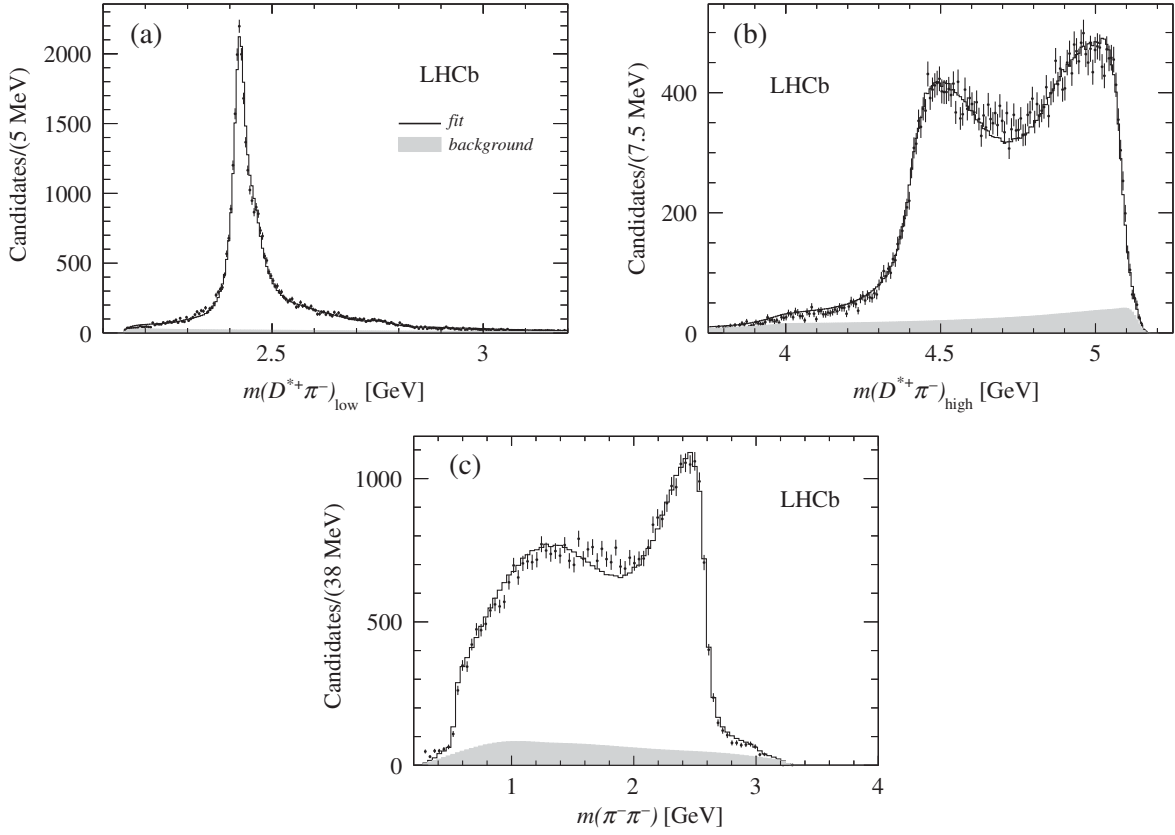 (a)
LHCb
fit
background
Candidates/(5 MeV)
2000
1500
1000
500
0
2.5
3
m(D*+π−)low [GeV]
(b)
LHCb
Candidates/(7.5 MeV)
400
200
0
4
4.5
5
m(D*+π−)high [GeV]
(c)
LHCb
Candidates/(38 MeV)
1000
500
0
1
2
3
4
m(π−π−) [GeV]